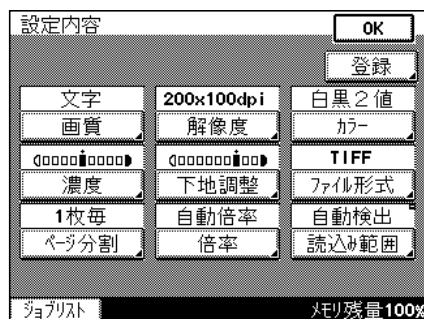 設定内容
OK
登録
文字 200x100dpi 白黒２値
画質 解像度 ｶﾗｰ
TIFF
濃度 下地調整 ﾌｧｲﾙ形式
1枚毎 自動倍率 自動検出
ﾍﾟｰｼﾞ分割 倍率 読込み範囲
ｼﾞｮﾌﾞﾘｽﾄ ﾒﾓﾘ残量100%